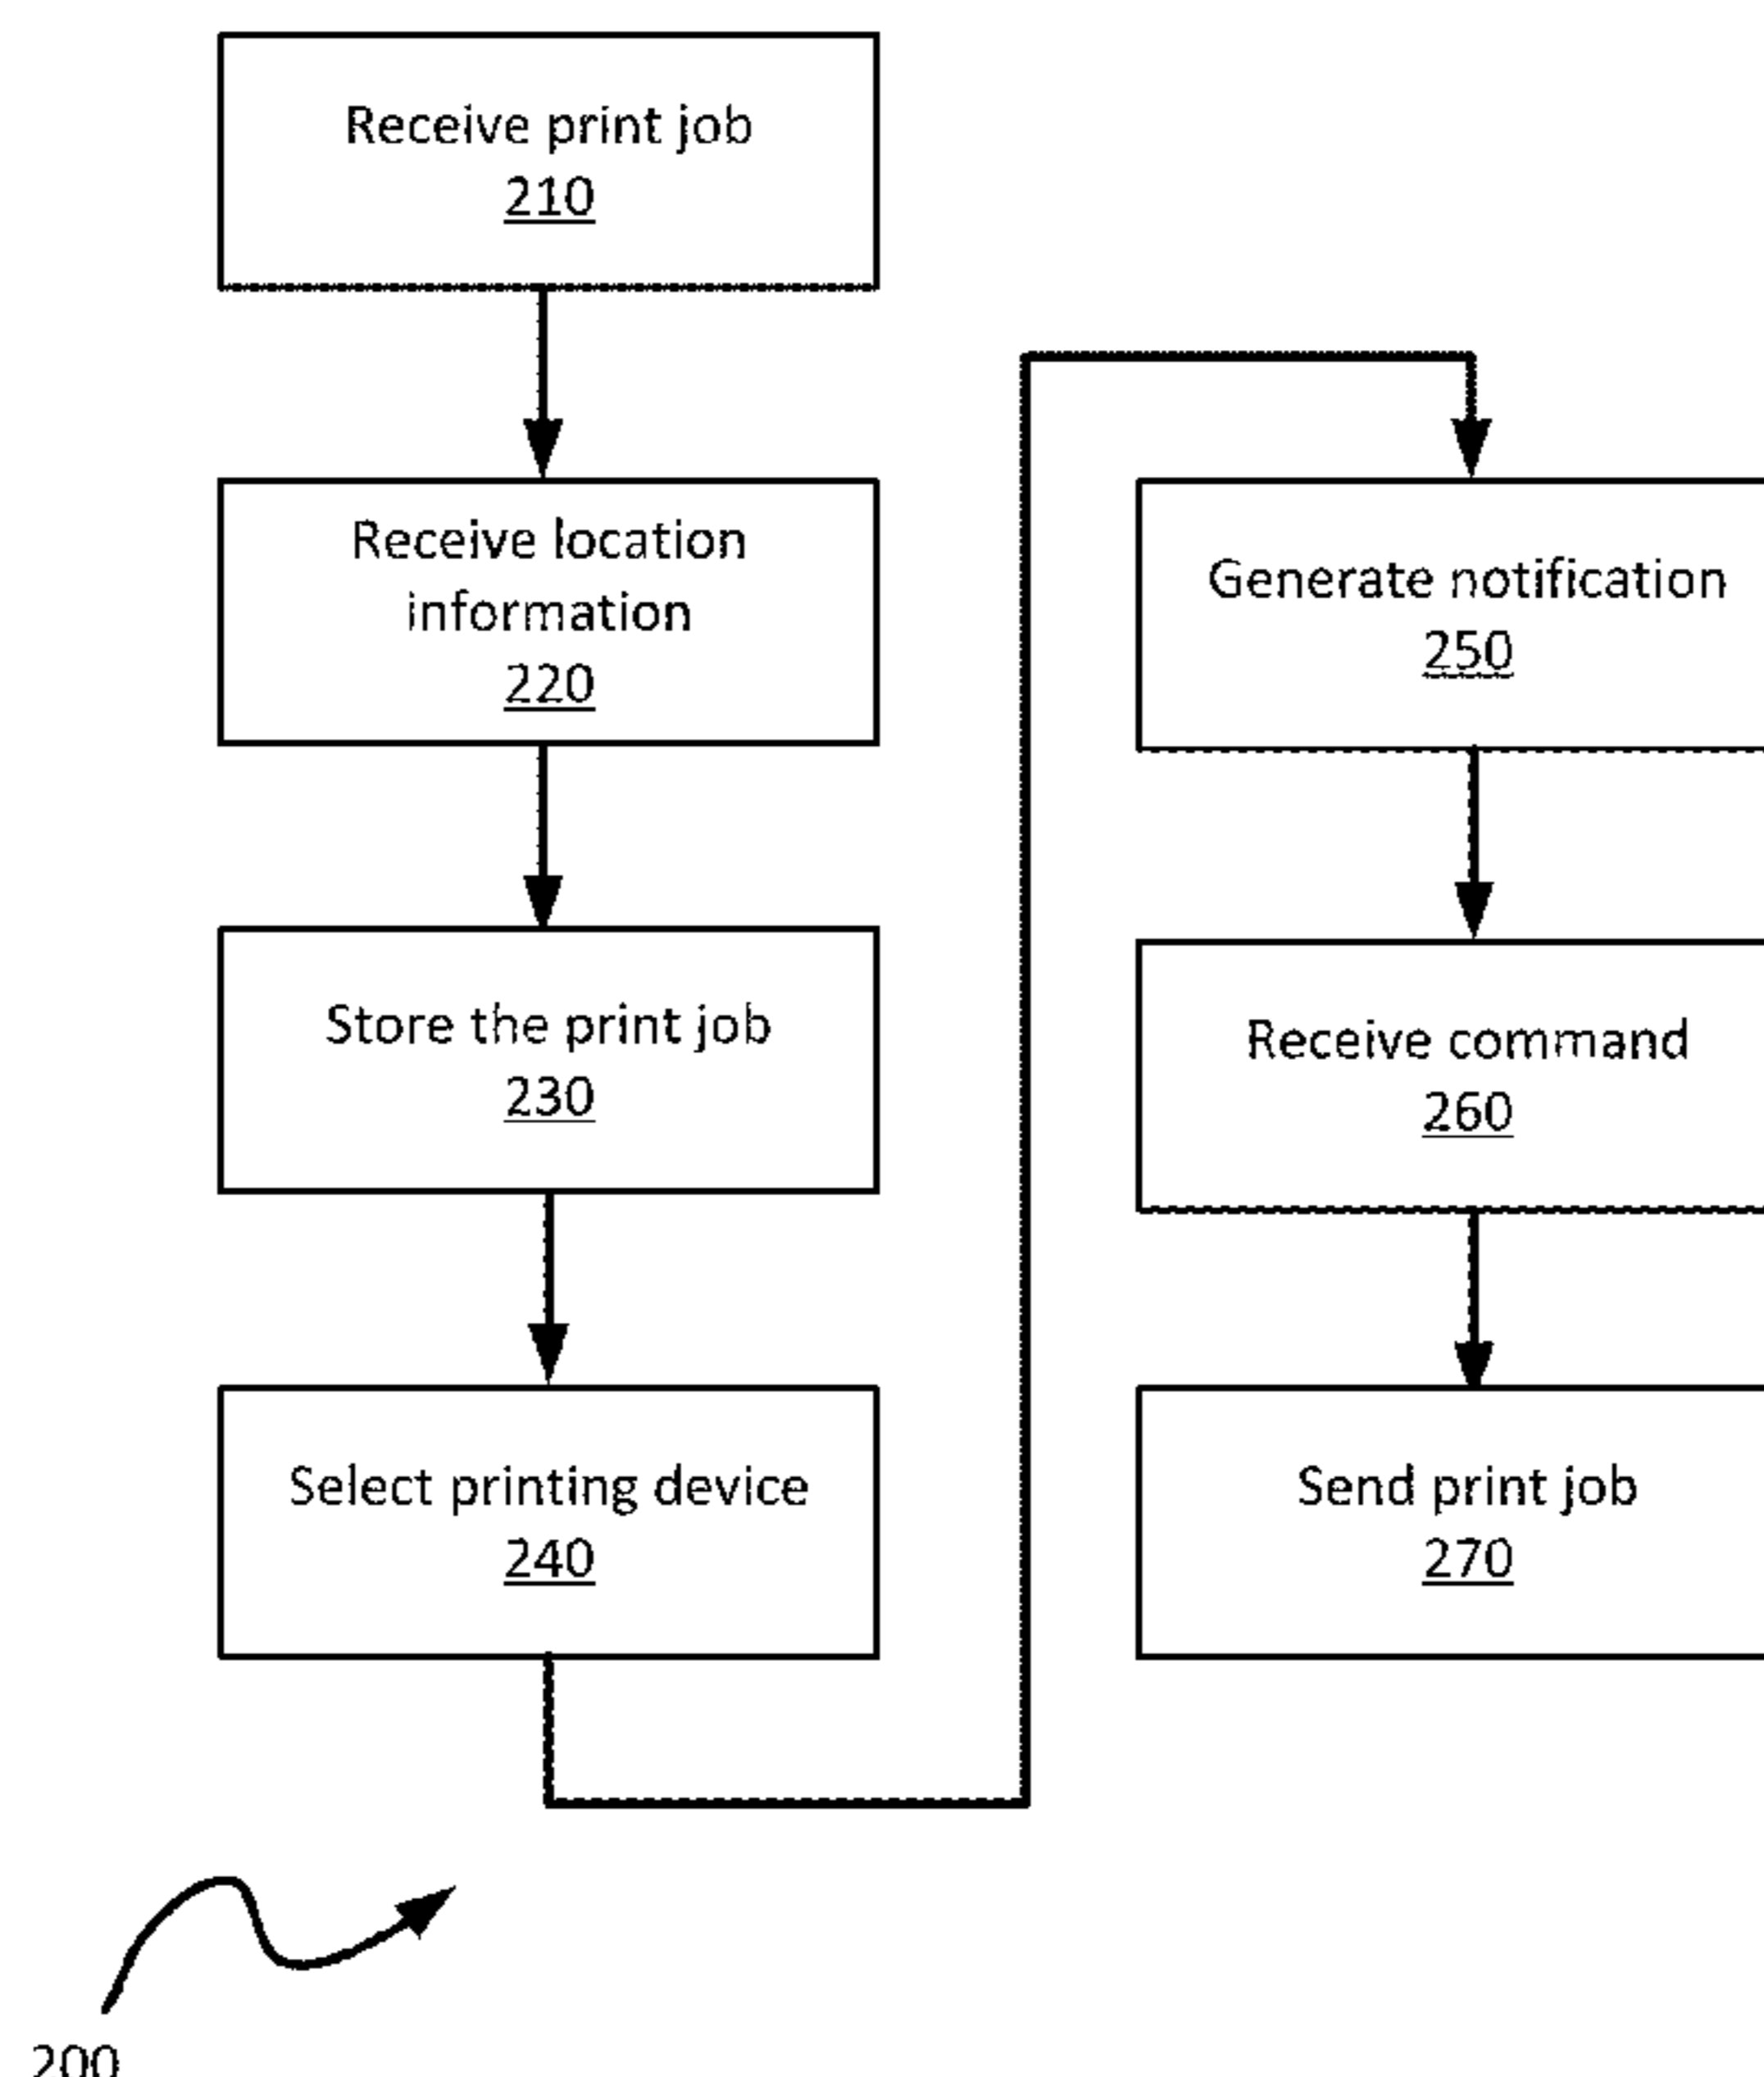 Receive print job
210
Receive location
information
220
Store the print job
230
Select printing device
240
Generate notification
250
Receive command
260
Send print job
270
200